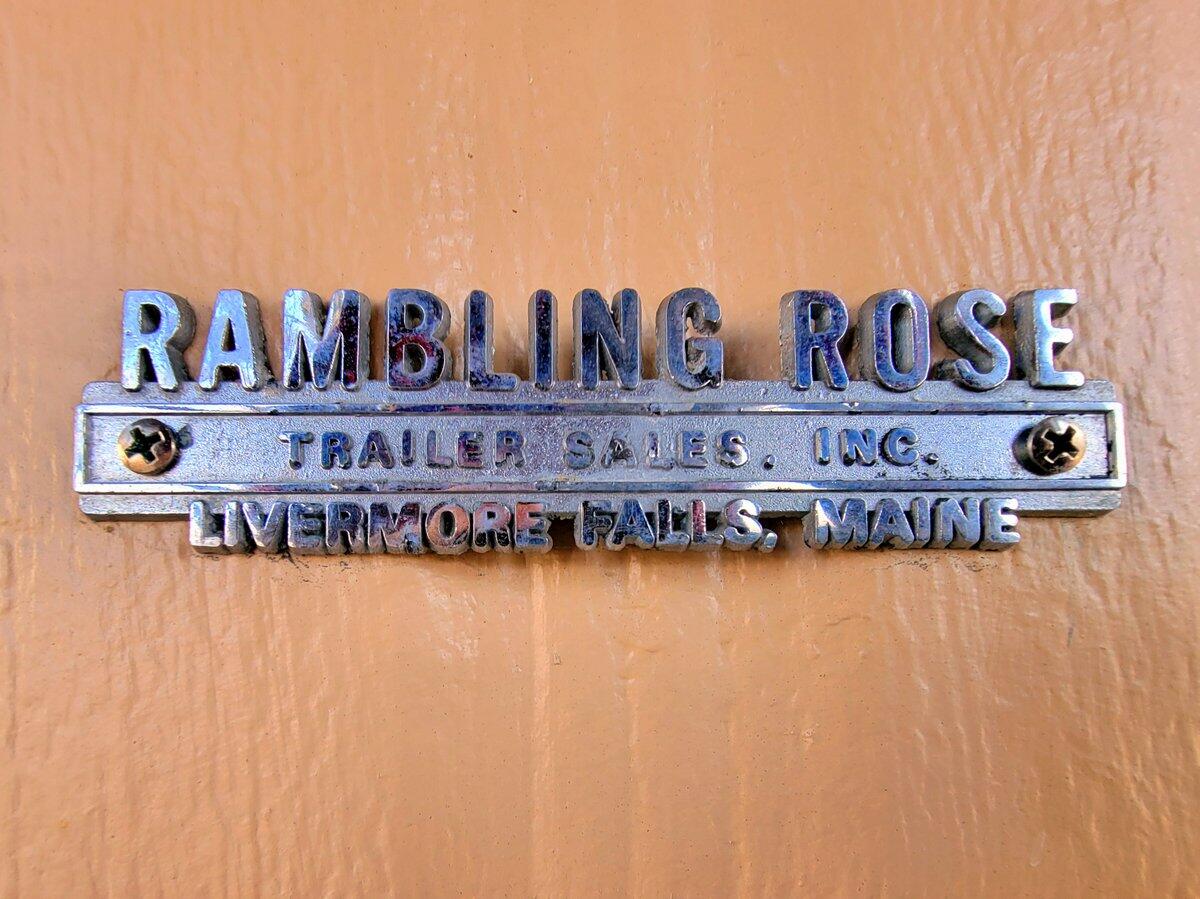 RAMBLING ROSE
TRAILER SALES, INC.
LIVERMORE FALLS, MAINE